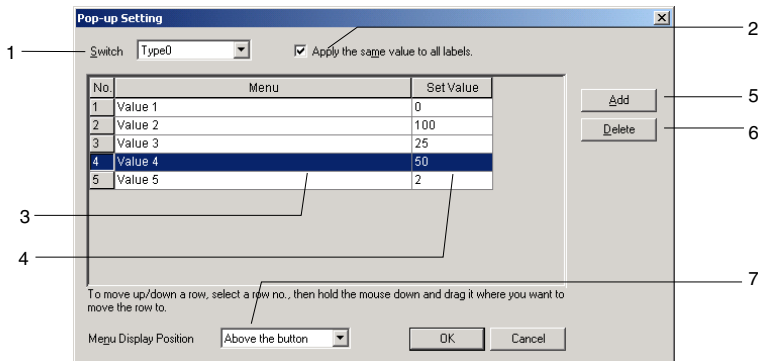 Pop-up Setting
2
1
Switch Type0 Apply the same value to all labels.
No. Menu Set Value
1 Value 1 0
2 Value 2 100
3 Value 3 25
4 Value 4 50
5 Value 5 2
Add
5
Delete
6
3
4
7
To move up/down a row, select a row no., then hold the mouse down and drag it where you want to
move the row to.
Menu Display Position Above the button OK Cancel